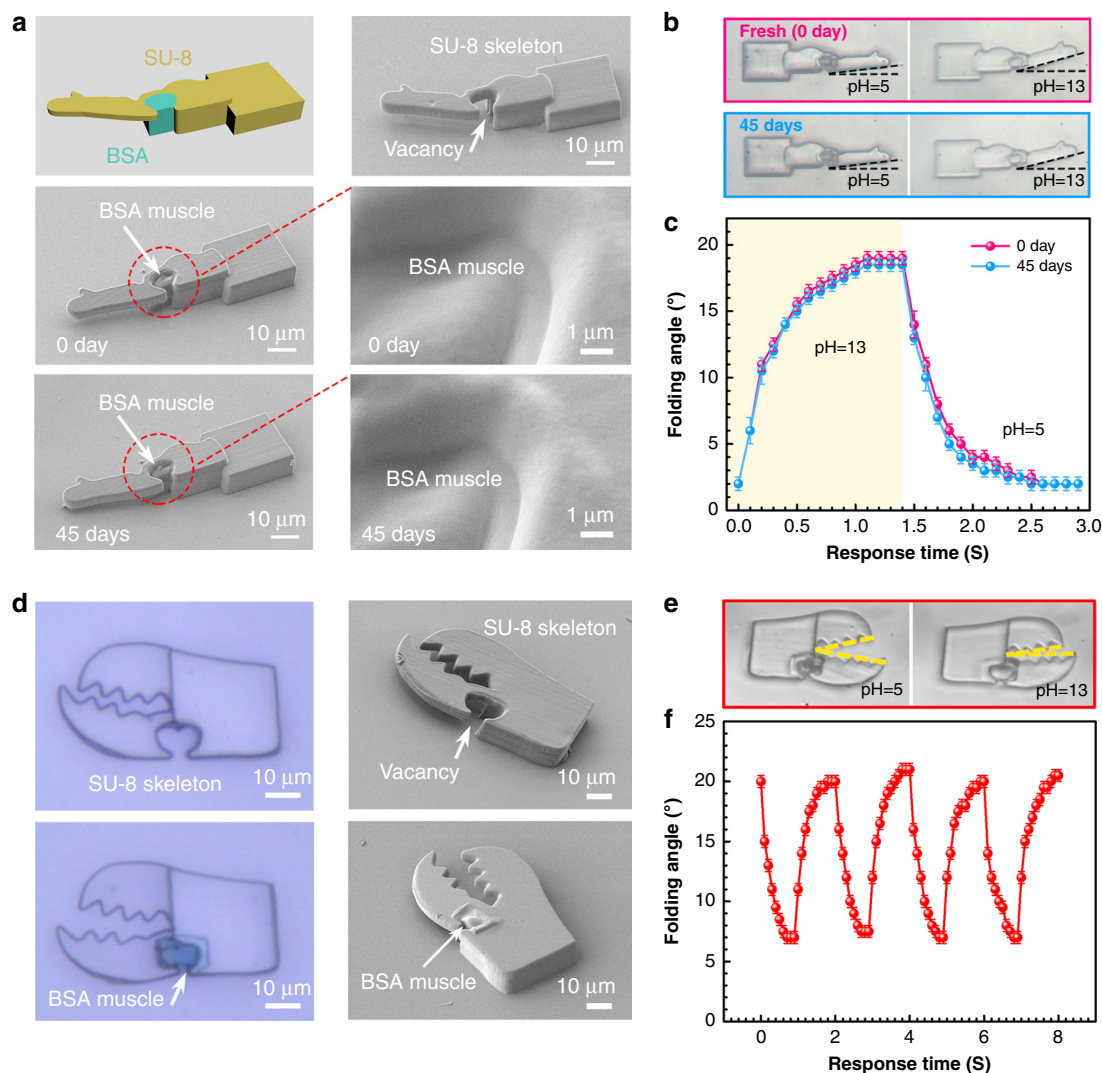 a
SU-8
BSA
SU-8 skeleton
Vacancy
10 μm
BSA muscle
0 day
10 μm
BSA muscle
0 day
1 μm
BSA muscle
45 days
10 μm
BSA muscle
45 days
1 μm
b
Fresh (0 day)
pH=5
pH=13
45 days
pH=5
pH=13
c
Folding angle (°)
20
15
10
5
0
0 day
45 days
pH=13
pH=5
0.0 0.5 1.0 1.5 2.0 2.5 3.0
Response time (S)
d
SU-8 skeleton
10 μm
SU-8 skeleton
Vacancy
10 μm
BSA muscle
10 μm
BSA muscle
10 μm
e
pH=5
pH=13
f
Folding angle (°)
25
20
15
10
5
0
0 2 4 6 8
Response time (S)